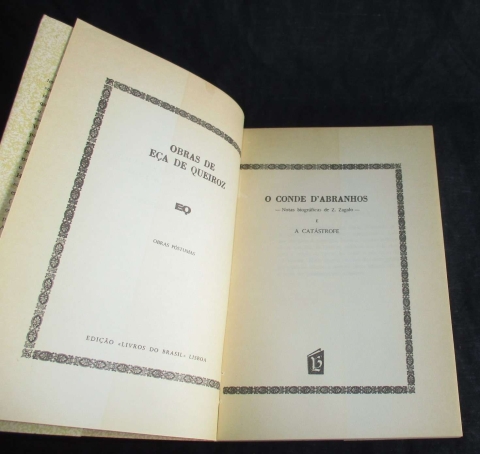 OBRAS DE
EÇA DE QUEIROZ
EQ
OBRAS PÓSTUMAS
EDIÇÃO «LIVROS DO BRASIL» LISBOA
O CONDE D'ABRANHOS
— Notas biográficas de Z. Zagalo —
E
A CATÁSTROFE